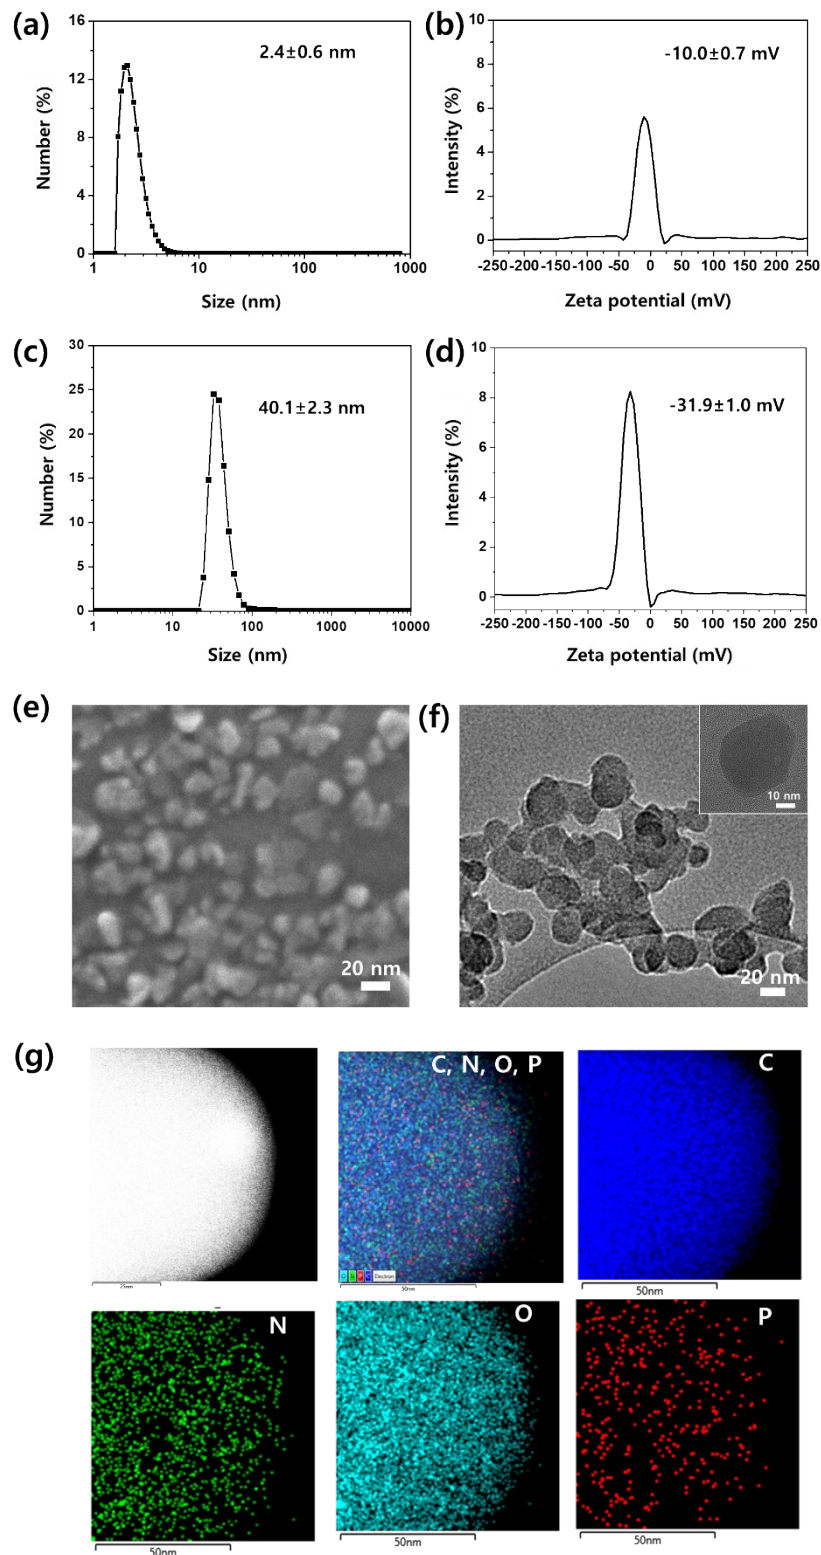 (a)
16
12
8
4
0
Number (%)
2.4±0.6 nm
1 10 100 1000
Size (nm)
(b)
10
8
6
4
2
0
Intensity (%)
-10.0±0.7 mV
-250 -200 -150 -100 -50 0 50 100 150 200 250
Zeta potential (mV)
(c)
30
25
20
15
10
5
0
Number (%)
40.1±2.3 nm
1 10 100 1000 10000
Size (nm)
(d)
10
8
6
4
2
0
Intensity (%)
-31.9±1.0 mV
-250 -200 -150 -100 -50 0 50 100 150 200 250
Zeta potential (mV)
(e)
20 nm
(f)
10 nm
20 nm
(g)
25nm
C, N, O, P
O N P C Electron
C
50nm
N
50nm
O
50nm
P
50nm